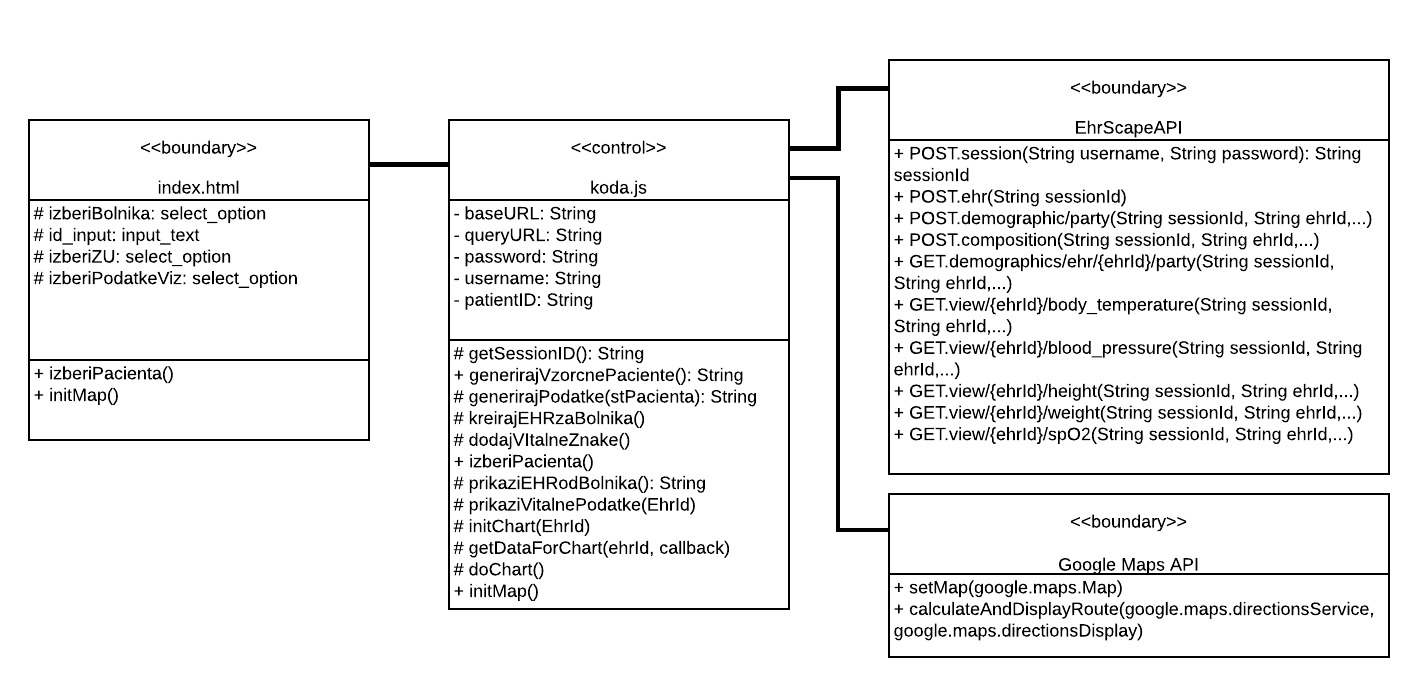 <<boundary>>
index.html
# izberiBolnika: select_option
# id_input: input_text
# izberiZU: select_option
# izberiPodatkeViz: select_option
+ izberiPacienta()
+ initMap()
<<control>>
koda.js
- baseURL: String
- queryURL: String
- password: String
- username: String
- patientID: String
# getSessionID(): String
+ generirajVzorcnePaciente(): String
# generirajPodatke(stPacienta): String
# kreirajEHRzaBolnika()
# dodajVItalneZnake()
+ izberiPacienta()
# prikaziEHRodBolnika(): String
# prikaziVitalnePodatke(EhrId)
# initChart(EhrId)
# getDataForChart(ehrId, callback)
# doChart()
+ initMap()
<<boundary>>
EhrScapeAPI
+ POST.session(String username, String password): String
sessionId
+ POST.ehr(String sessionId)
+ POST.demographic/party(String sessionId, String ehrId,...)
+ POST.composition(String sessionId, String ehrId,...)
+ GET.demographics/ehr/{ehrId}/party(String sessionId,
String ehrId,...)
+ GET.view/{ehrId}/body_temperature(String sessionId,
String ehrId,...)
+ GET.view/{ehrId}/blood_pressure(String sessionId, String
ehrId,...)
+ GET.view/{ehrId}/height(String sessionId, String ehrId,...)
+ GET.view/{ehrId}/weight(String sessionId, String ehrId,...)
+ GET.view/{ehrId}/spO2(String sessionId, String ehrId,...)
<<boundary>>
Google Maps API
+ setMap(google.maps.Map)
+ calculateAndDisplayRoute(google.maps.directionsService,
google.maps.directionsDisplay)